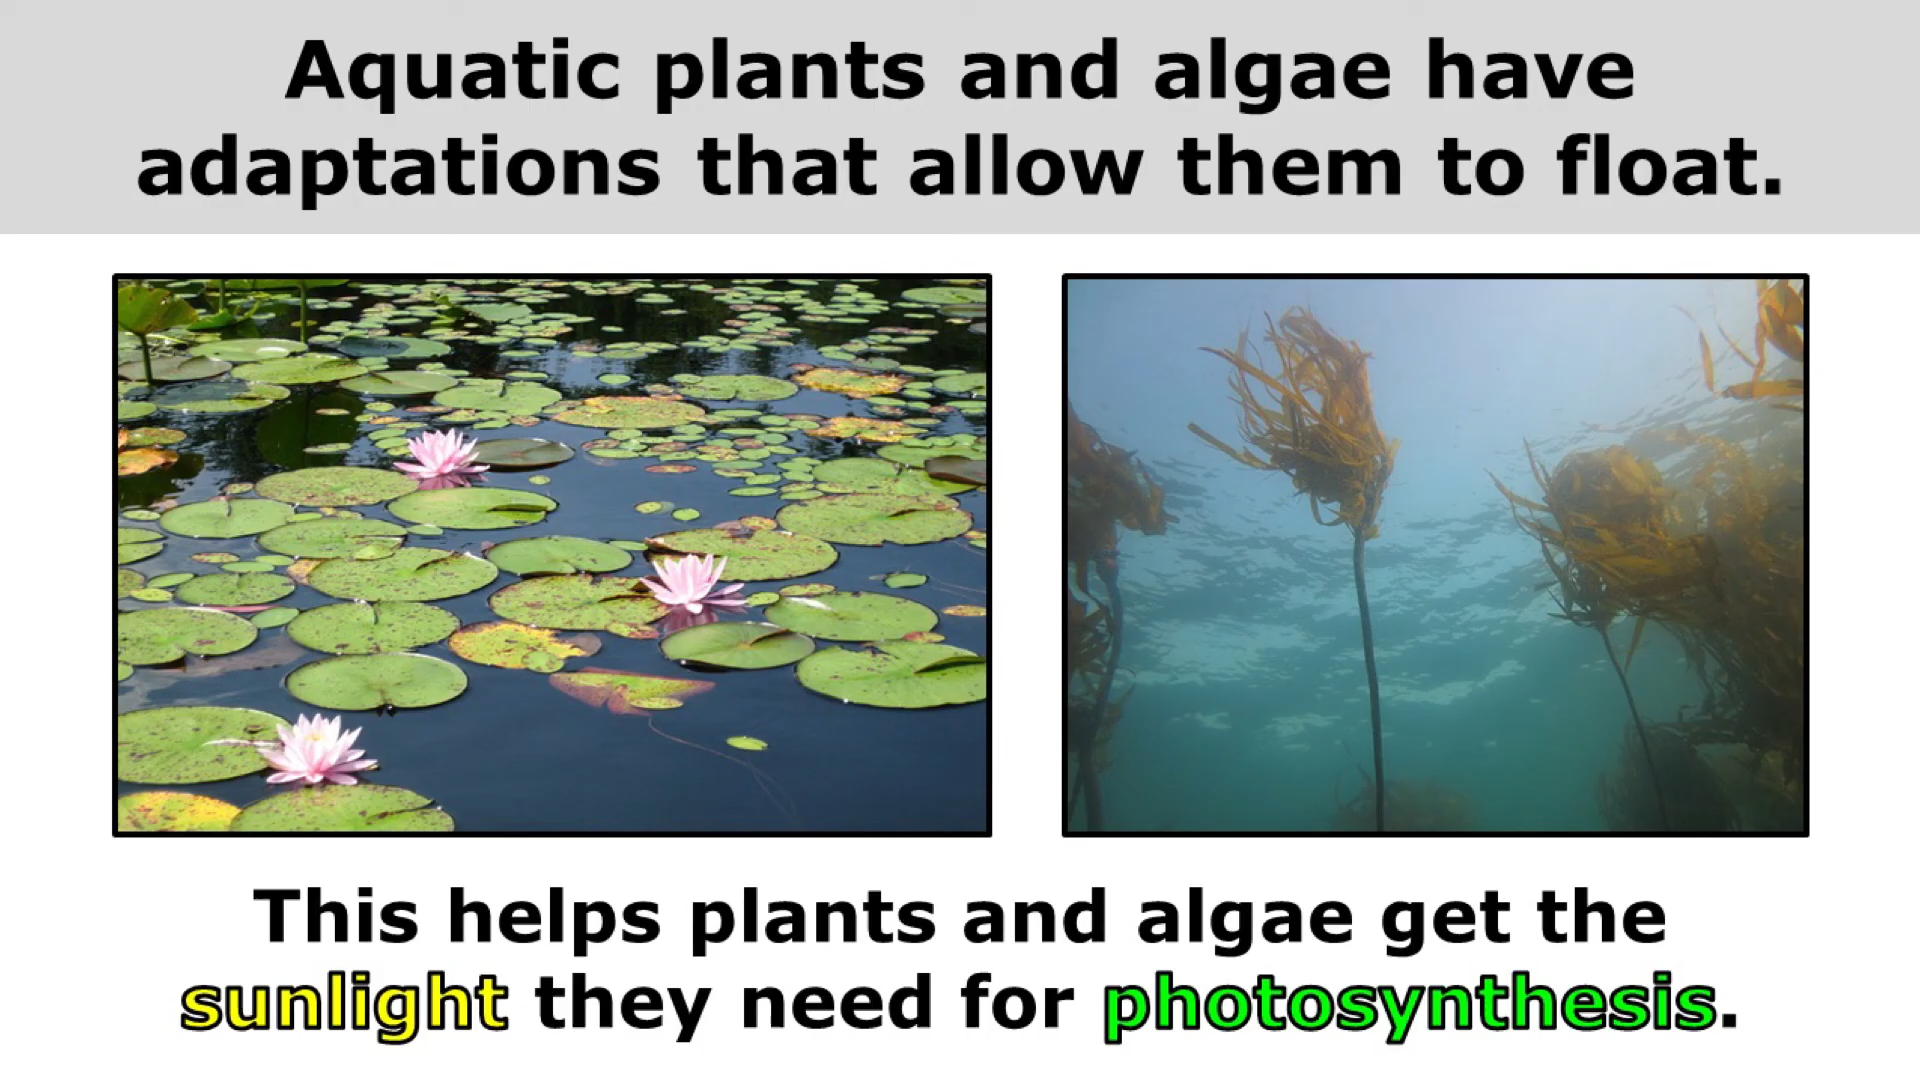 Aquatic plants and algae have
adaptations that allow them to float.
This helps plants and algae get the
sunlight they need for photosynthesis.